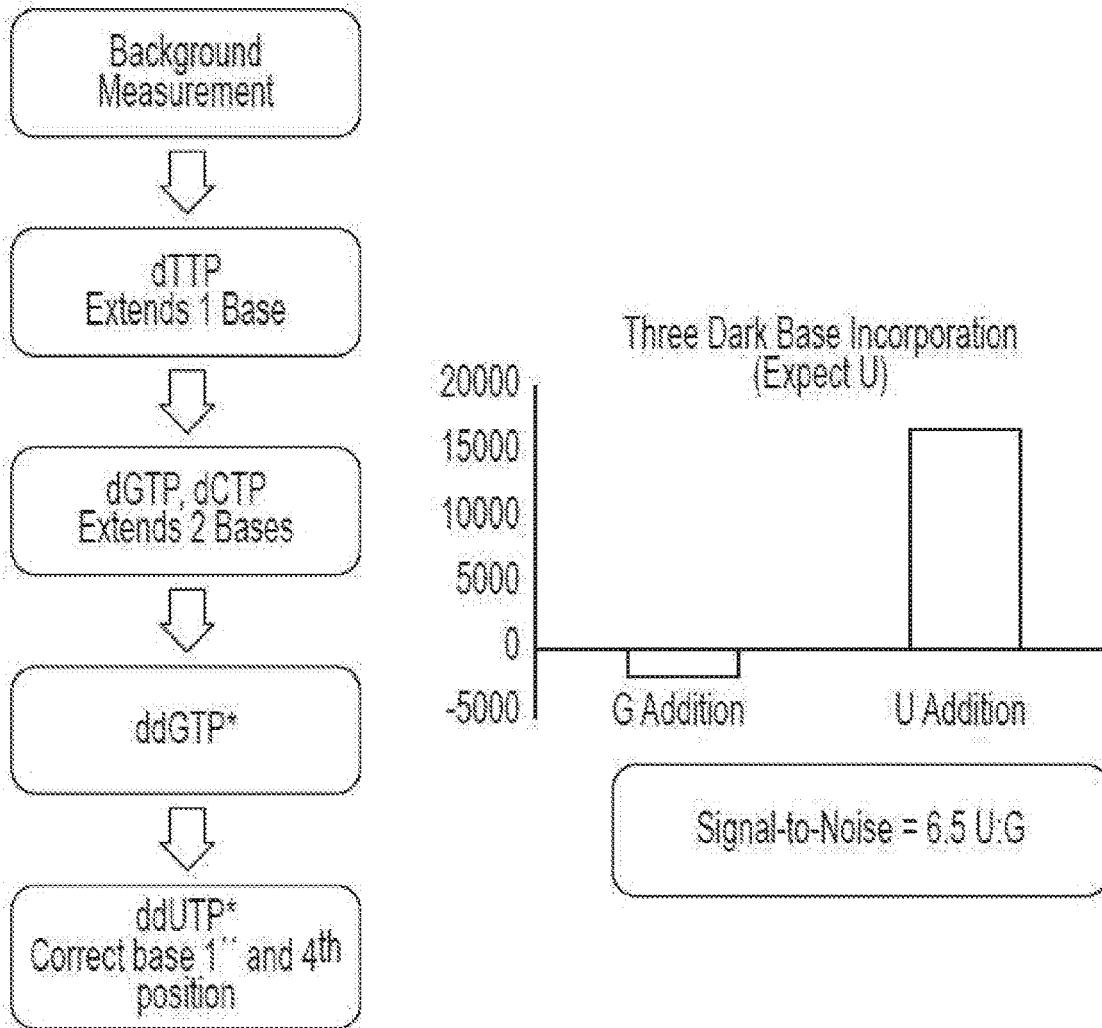 Background
Measurement
dTTP
Extends 1 Base
dGTP, dCTP
Extends 2 Bases
ddGTP*
ddUTP*
Correct base 1´´ and 4th
position
Three Dark Base Incorporation
(Expect U)
20000
15000
10000
5000
0
-5000
G Addition
U Addition
Signal-to-Noise = 6.5 U:G